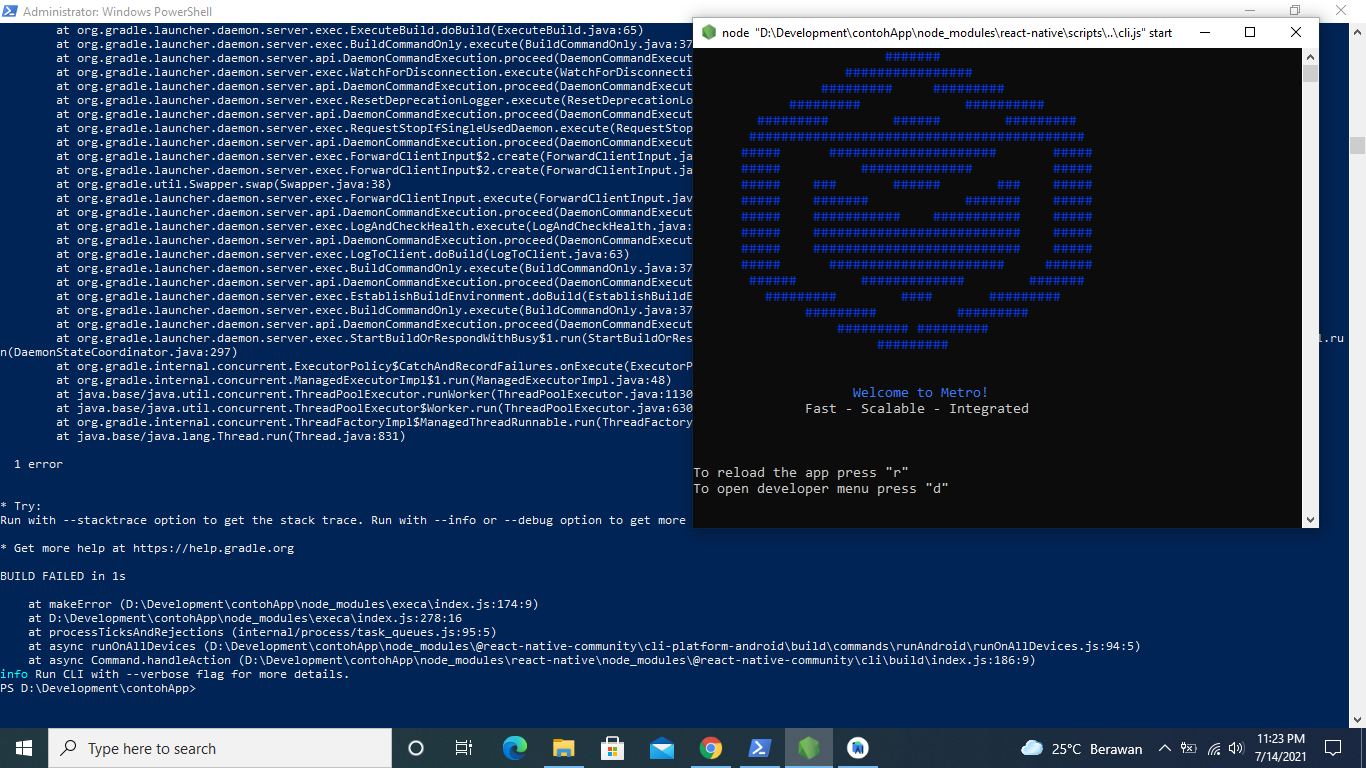 Administrator: Windows PowerShell
at org.gradle.launcher.daemon.server.exec.ExecuteBuild.doBuild(ExecuteBuild.java:65)
at org.gradle.launcher.daemon.server.exec.BuildCommandOnly.execute(BuildCommandOnly.java:37
at org.gradle.launcher.daemon.server.api.DaemonCommandExecution.proceed(DaemonCommandExecut
at org.gradle.launcher.daemon.server.exec.WatchForDisconnection.execute(WatchForDisconnecti
at org.gradle.launcher.daemon.server.api.DaemonCommandExecution.proceed(DaemonCommandExecut
at org.gradle.launcher.daemon.server.exec.ResetDeprecationLogger.execute(ResetDeprecationLo
at org.gradle.launcher.daemon.server.api.DaemonCommandExecution.proceed(DaemonCommandExecut
at org.gradle.launcher.daemon.server.exec.RequestStopIfSingleUsedDaemon.execute(RequestStop
at org.gradle.launcher.daemon.server.api.DaemonCommandExecution.proceed(DaemonCommandExecut
at org.gradle.launcher.daemon.server.exec.ForwardClientInput$2.create(ForwardClientInput.ja
at org.gradle.launcher.daemon.server.exec.ForwardClientInput$2.create(ForwardClientInput.ja
at org.gradle.util.Swapper.swap(Swapper.java:38)
at org.gradle.launcher.daemon.server.exec.ForwardClientInput.execute(ForwardClientInput.jav
at org.gradle.launcher.daemon.server.api.DaemonCommandExecution.proceed(DaemonCommandExecut
at org.gradle.launcher.daemon.server.exec.LogAndCheckHealth.execute(LogAndCheckHealth.java:
at org.gradle.launcher.daemon.server.api.DaemonCommandExecution.proceed(DaemonCommandExecut
at org.gradle.launcher.daemon.server.exec.LogToClient.doBuild(LogToClient.java:63)
at org.gradle.launcher.daemon.server.exec.BuildCommandOnly.execute(BuildCommandOnly.java:37
at org.gradle.launcher.daemon.server.api.DaemonCommandExecution.proceed(DaemonCommandExecut
at org.gradle.launcher.daemon.server.exec.EstablishBuildEnvironment.doBuild(EstablishBuildE
at org.gradle.launcher.daemon.server.exec.BuildCommandOnly.execute(BuildCommandOnly.java:37
at org.gradle.launcher.daemon.server.api.DaemonCommandExecution.proceed(DaemonCommandExecut
at org.gradle.launcher.daemon.server.exec.StartBuildOrRespondWithBusy$1.run(StartBuildOrRes
1.ru
n(DaemonStateCoordinator.java:297)
at org.gradle.internal.concurrent.ExecutorPolicy$CatchAndRecordFailures.onExecute(ExecutorP
at org.gradle.internal.concurrent.ManagedExecutorImpl$1.run(ManagedExecutorImpl.java:48)
at java.base/java.util.concurrent.ThreadPoolExecutor.runWorker(ThreadPoolExecutor.java:1130
at java.base/java.util.concurrent.ThreadPoolExecutor$Worker.run(ThreadPoolExecutor.java:630
at org.gradle.internal.concurrent.ThreadFactoryImpl$ManagedThreadRunnable.run(ThreadFactory
at java.base/java.lang.Thread.run(Thread.java:831)
1 error
* Try:
Run with --stacktrace option to get the stack trace. Run with --info or --debug option to get more
* Get more help at https://help.gradle.org
BUILD FAILED in 1s
at makeError (D:\Development\contohApp\node_modules\execa\index.js:174:9)
at D:\Development\contohApp\node_modules\execa\index.js:278:16
at processTicksAndRejections (internal/process/task_queues.js:95:5)
at async runOnAllDevices (D:\Development\contohApp\node_modules\@react-native-community\cli-platform-android\build\commands\runAndroid\runOnAllDevices.js:94:5)
at async Command.handleAction (D:\Development\contohApp\node_modules\react-native\node_modules\@react-native-community\cli\build\index.js:186:9)
info Run CLI with --verbose flag for more details.
PS D:\Development\contohApp>
node "D:\Development\contohApp\node_modules\react-native\scripts\..\cli.js" start
Welcome to Metro!
Fast - Scalable - Integrated
To reload the app press "r"
To open developer menu press "d"
Type here to search
25°C Berawan
11:23 PM
7/14/2021